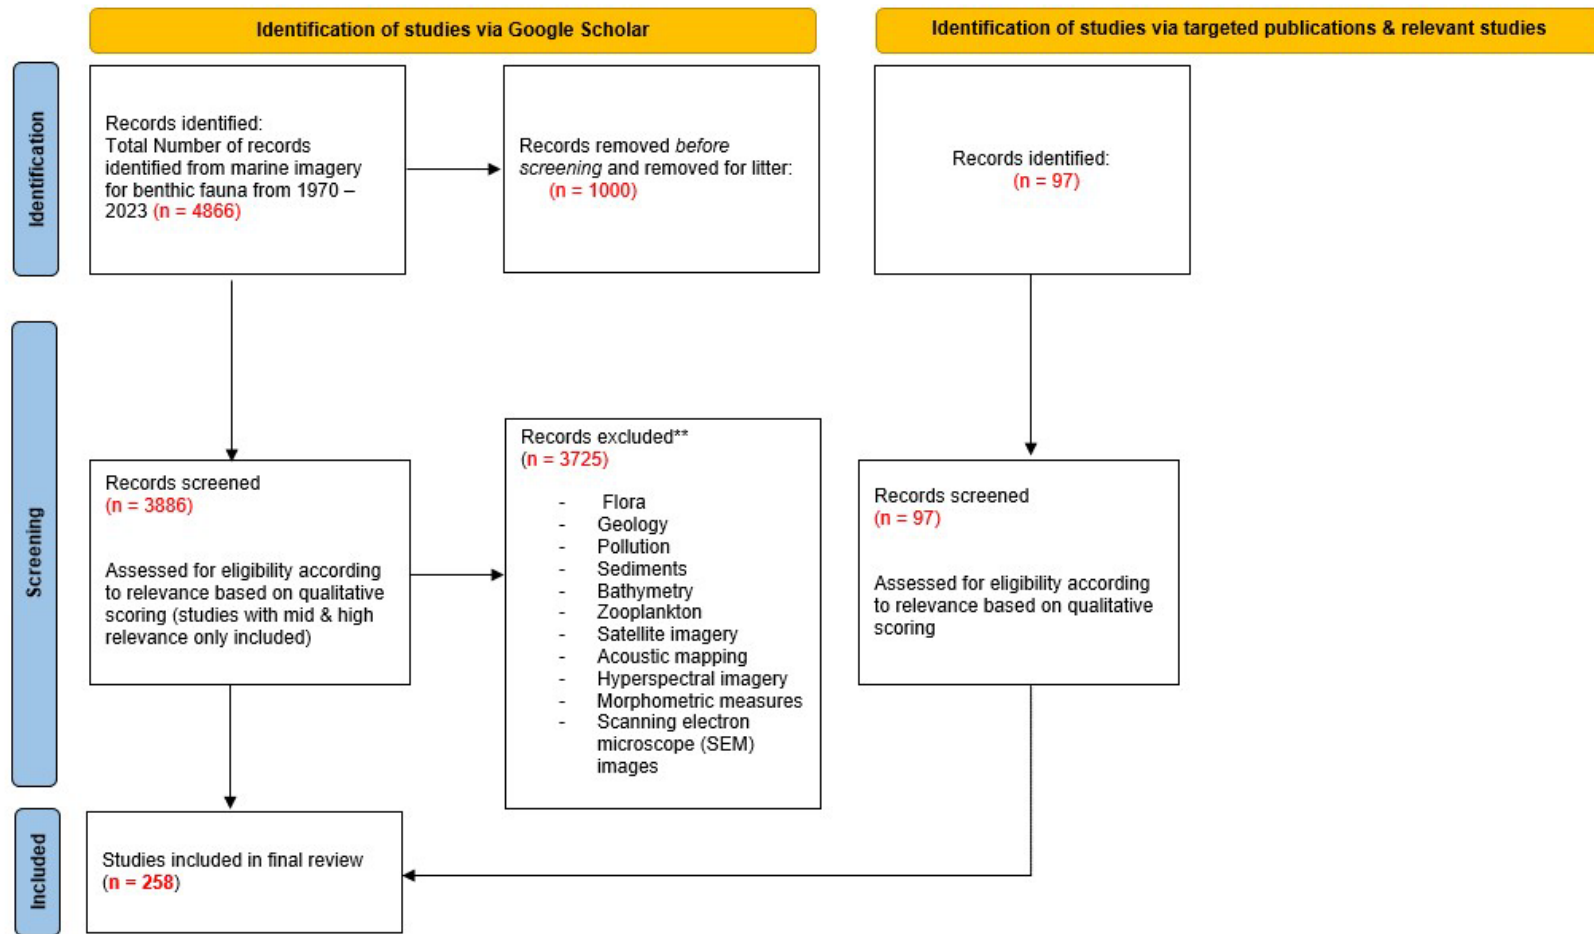 Identification of studies via Google Scholar
Identification of studies via targeted publications & relevant studies
Identification
Records identified:
Total Number of records
identified from marine imagery
for benthic fauna from 1970 –
2023 (n = 4866)
Records removed before
screening and removed for litter:
(n = 1000)
Records identified:
(n = 97)
Screening
Records screened
(n = 3886)
Assessed for eligibility according
to relevance based on qualitative
scoring (studies with mid & high
relevance only included)
Records excluded**
(n = 3725)
- Flora
- Geology
- Pollution
- Sediments
- Bathymetry
- Zooplankton
- Satellite imagery
- Acoustic mapping
- Hyperspectral imagery
- Morphometric measures
- Scanning electron
microscope (SEM)
images
Records screened
(n = 97)
Assessed for eligibility according
to relevance based on qualitative
scoring
Included
Studies included in final review
(n = 258)